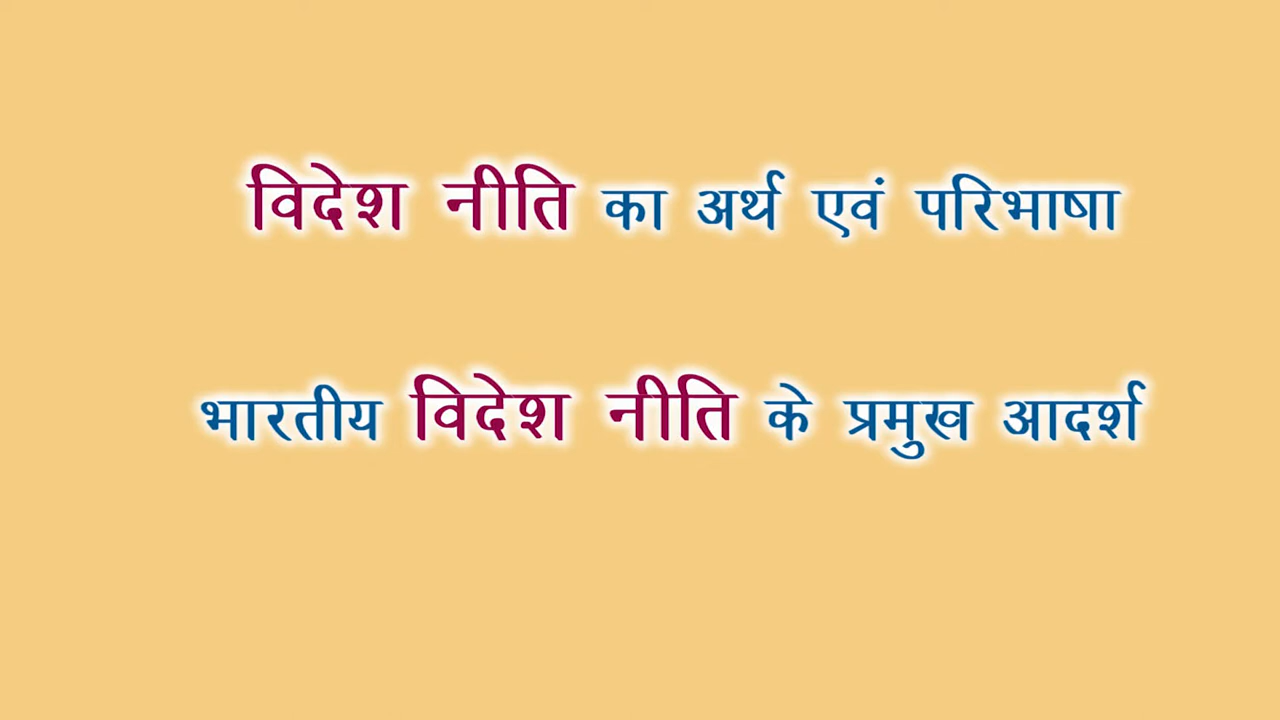 विदेश नीति का अर्थ एवं परिभाषा
भारतीय विदेश नीति के प्रमुख आदर्श